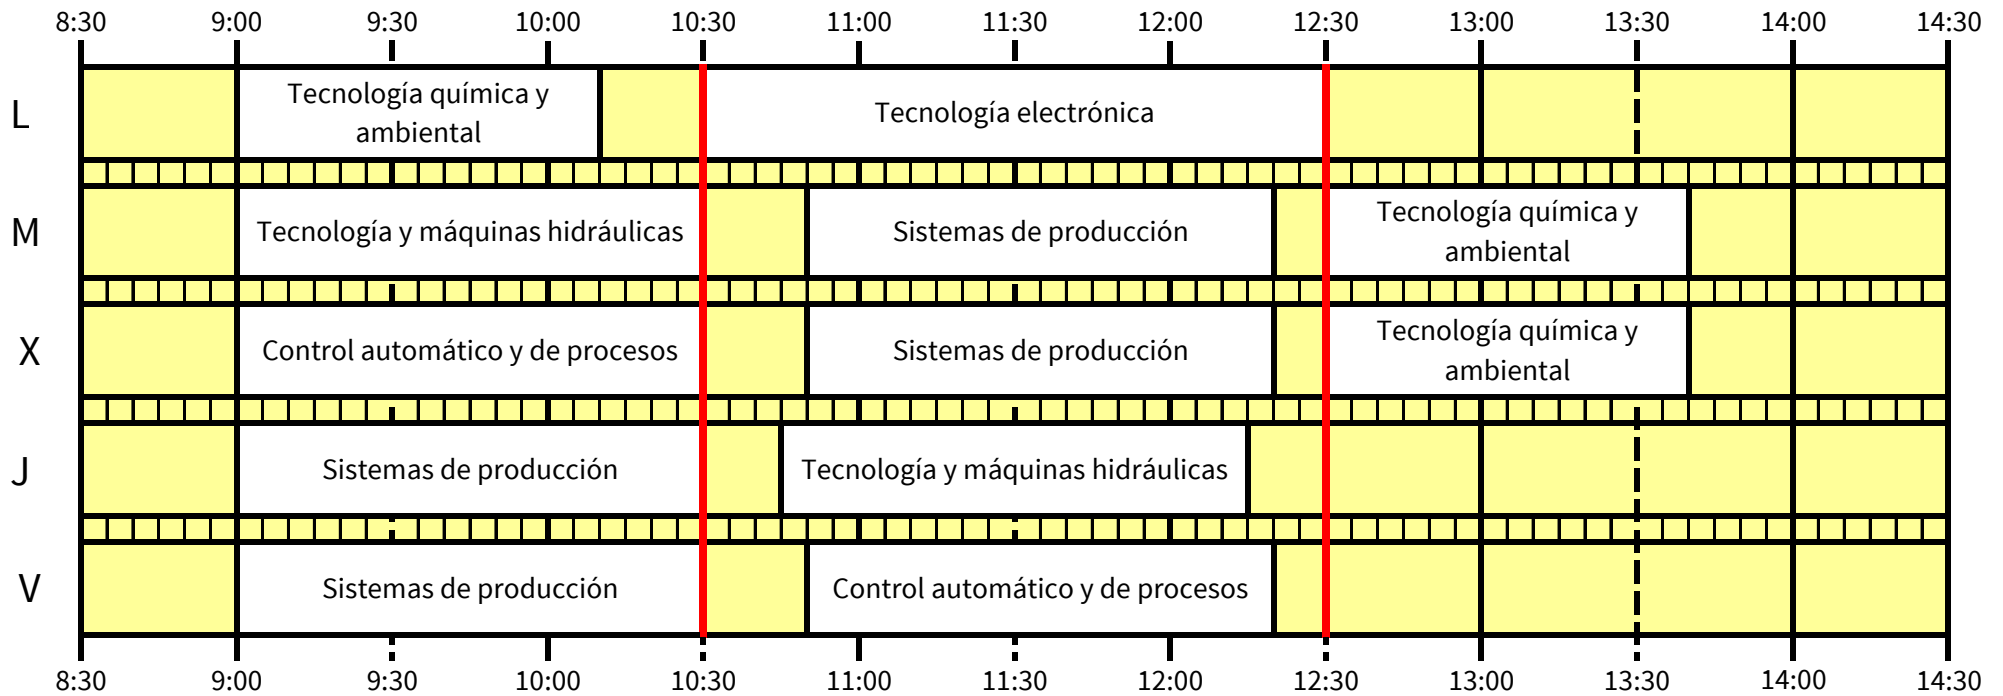 8:30 9:00 9:30 10:00 10:30 11:00 11:30 12:00 12:30 13:00 13:30 14:00 14:30
L
Tecnología química y
ambiental
Tecnología electrónica
M
Tecnología y máquinas hidráulicas
Sistemas de producción
Tecnología química y
ambiental
X
Control automático y de procesos
Sistemas de producción
Tecnología química y
ambiental
J
Sistemas de producción
Tecnología y máquinas hidráulicas
V
Sistemas de producción
Control automático y de procesos
8:30 9:00 9:30 10:00 10:30 11:00 11:30 12:00 12:30 13:00 13:30 14:00 14:30